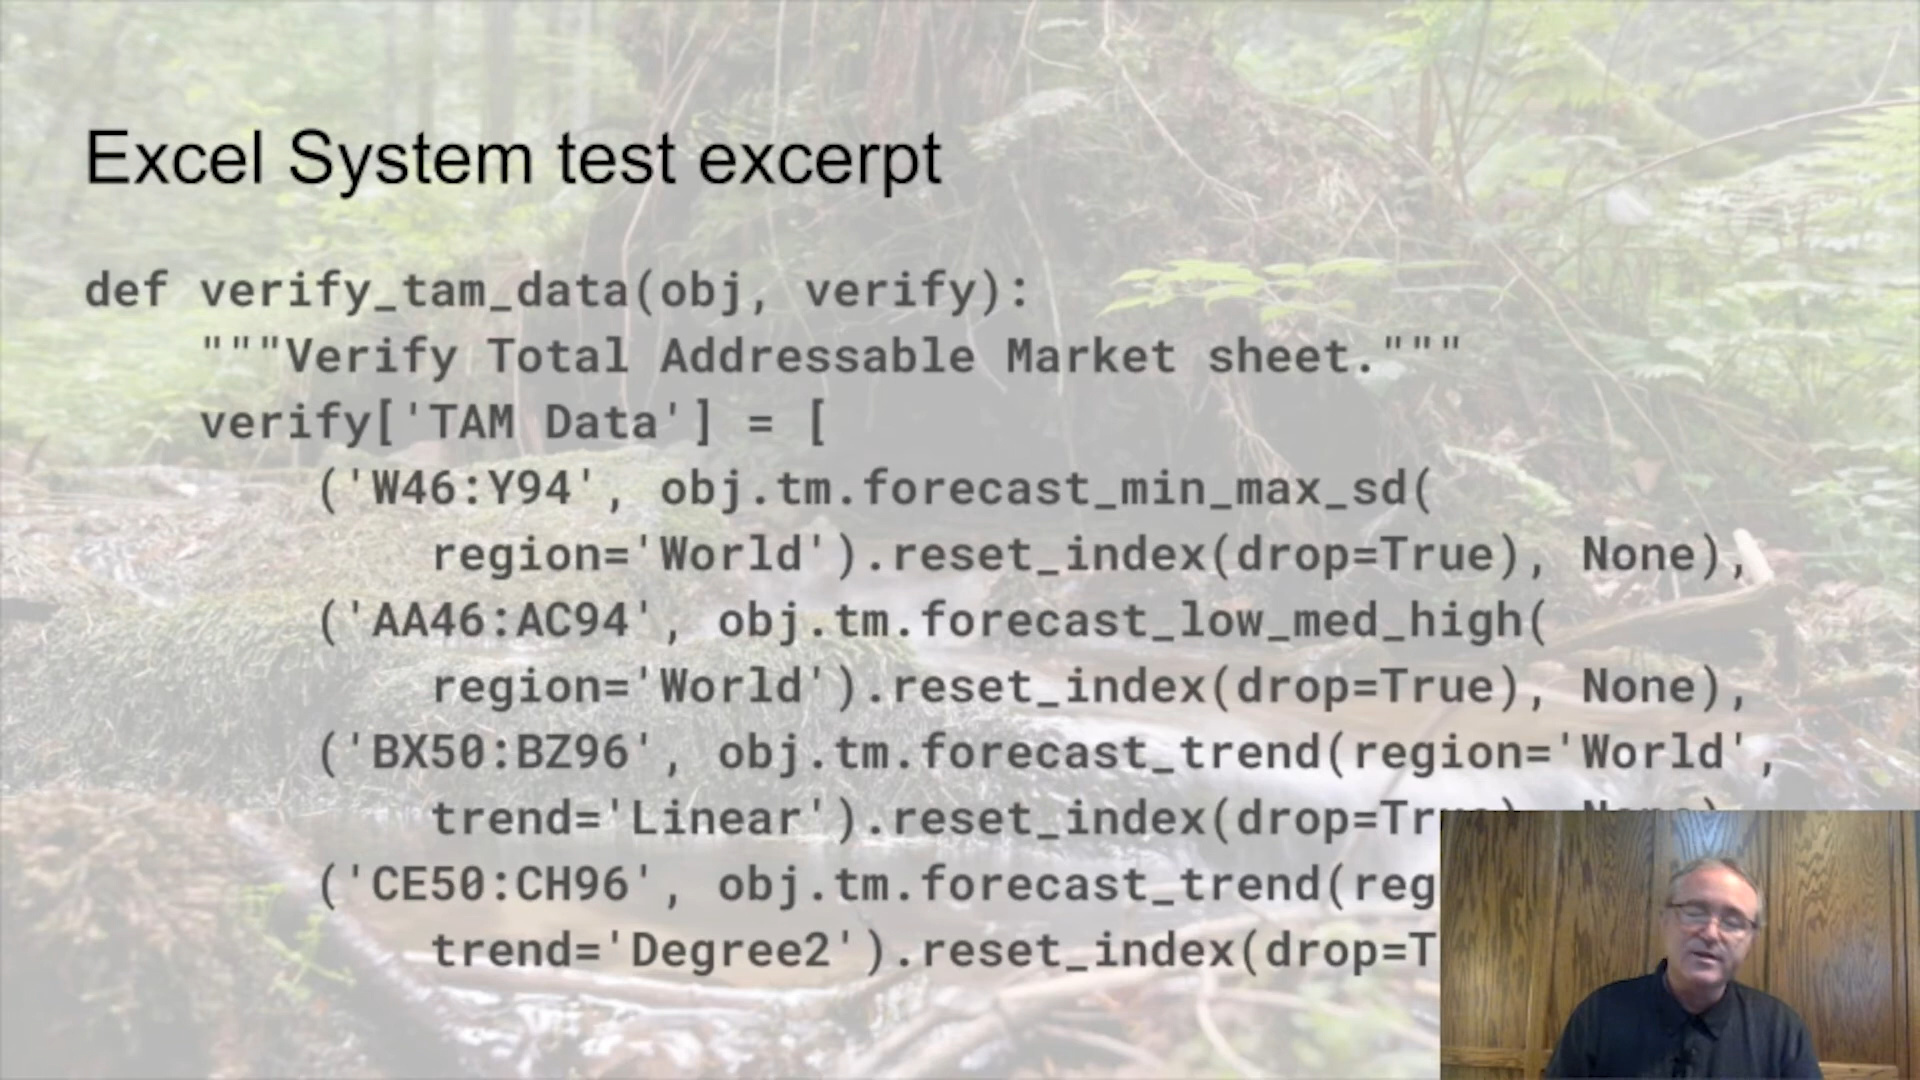 Excel System test excerpt
def verify_tam_data(obj, verify):
"""Verify Total Addressable Market sheet."""
verify['TAM Data'] = [
('W46:Y94', obj.tm.forecast_min_max_sd(
region='World').reset_index(drop=True), None),
('AA46:AC94', obj.tm.forecast_low_med_high(
region='World').reset_index(drop=True), None),
('BX50:BZ96', obj.tm.forecast_trend(region='World',
trend='Linear').reset_index(drop=True), None),
('CE50:CH96', obj.tm.forecast_trend(reg
trend='Degree2').reset_index(drop=T